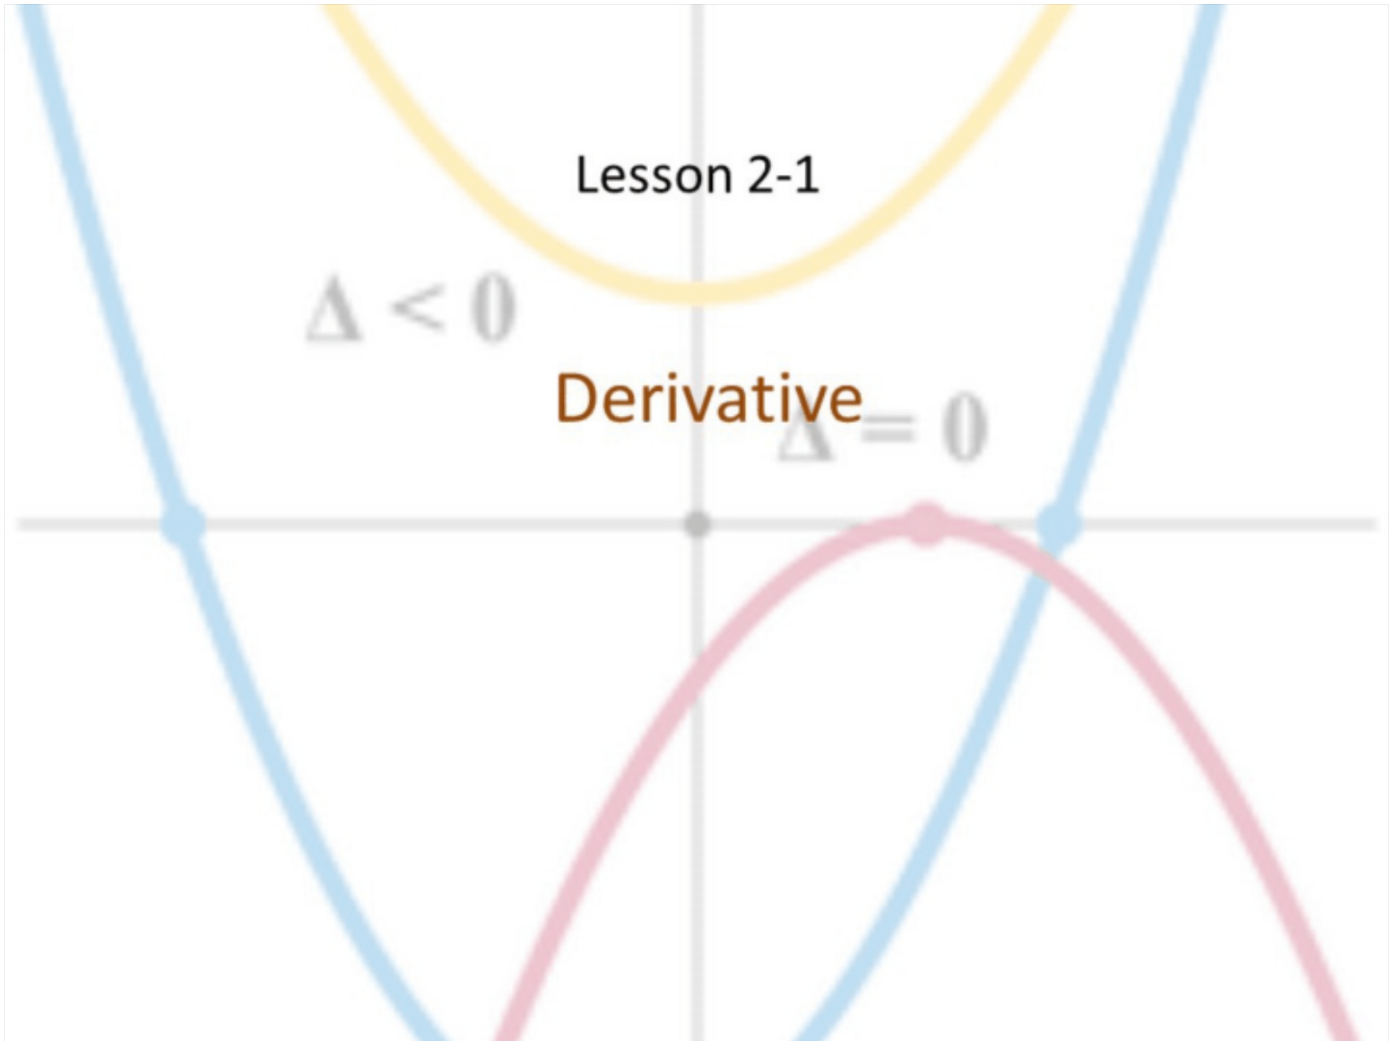 Lesson 2-1
Δ < 0
Derivative
Δ = 0